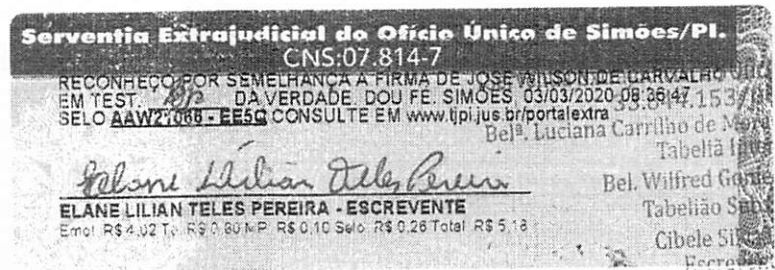 Serventia Extrajudicial do Ofício Único de Simões/PI.
CNS:07.814-7
RECONHEÇO POR SEMELHANÇA A FIRMA DE JOSE WILSON DE CARVALHO
EM TEST. DA VERDADE. DOU FÉ. SIMÕES, 03/03/2020 08:36:47
SELO AAW21066 - EE5Q CONSULTE EM www.tjpi.jus.br/portalextra
Belª. Luciana Carrilho de
Tabeliã
Elane Lilian Teles Pereira
Bel. Wilfred
ELANE LILIAN TELES PEREIRA - ESCREVENTE
Tabelião
Emol: R$ 4,02 TJ: R$ 0,80 MP: R$ 0,10 Selo: R$ 0,26 Total: R$ 5,18
Cibele